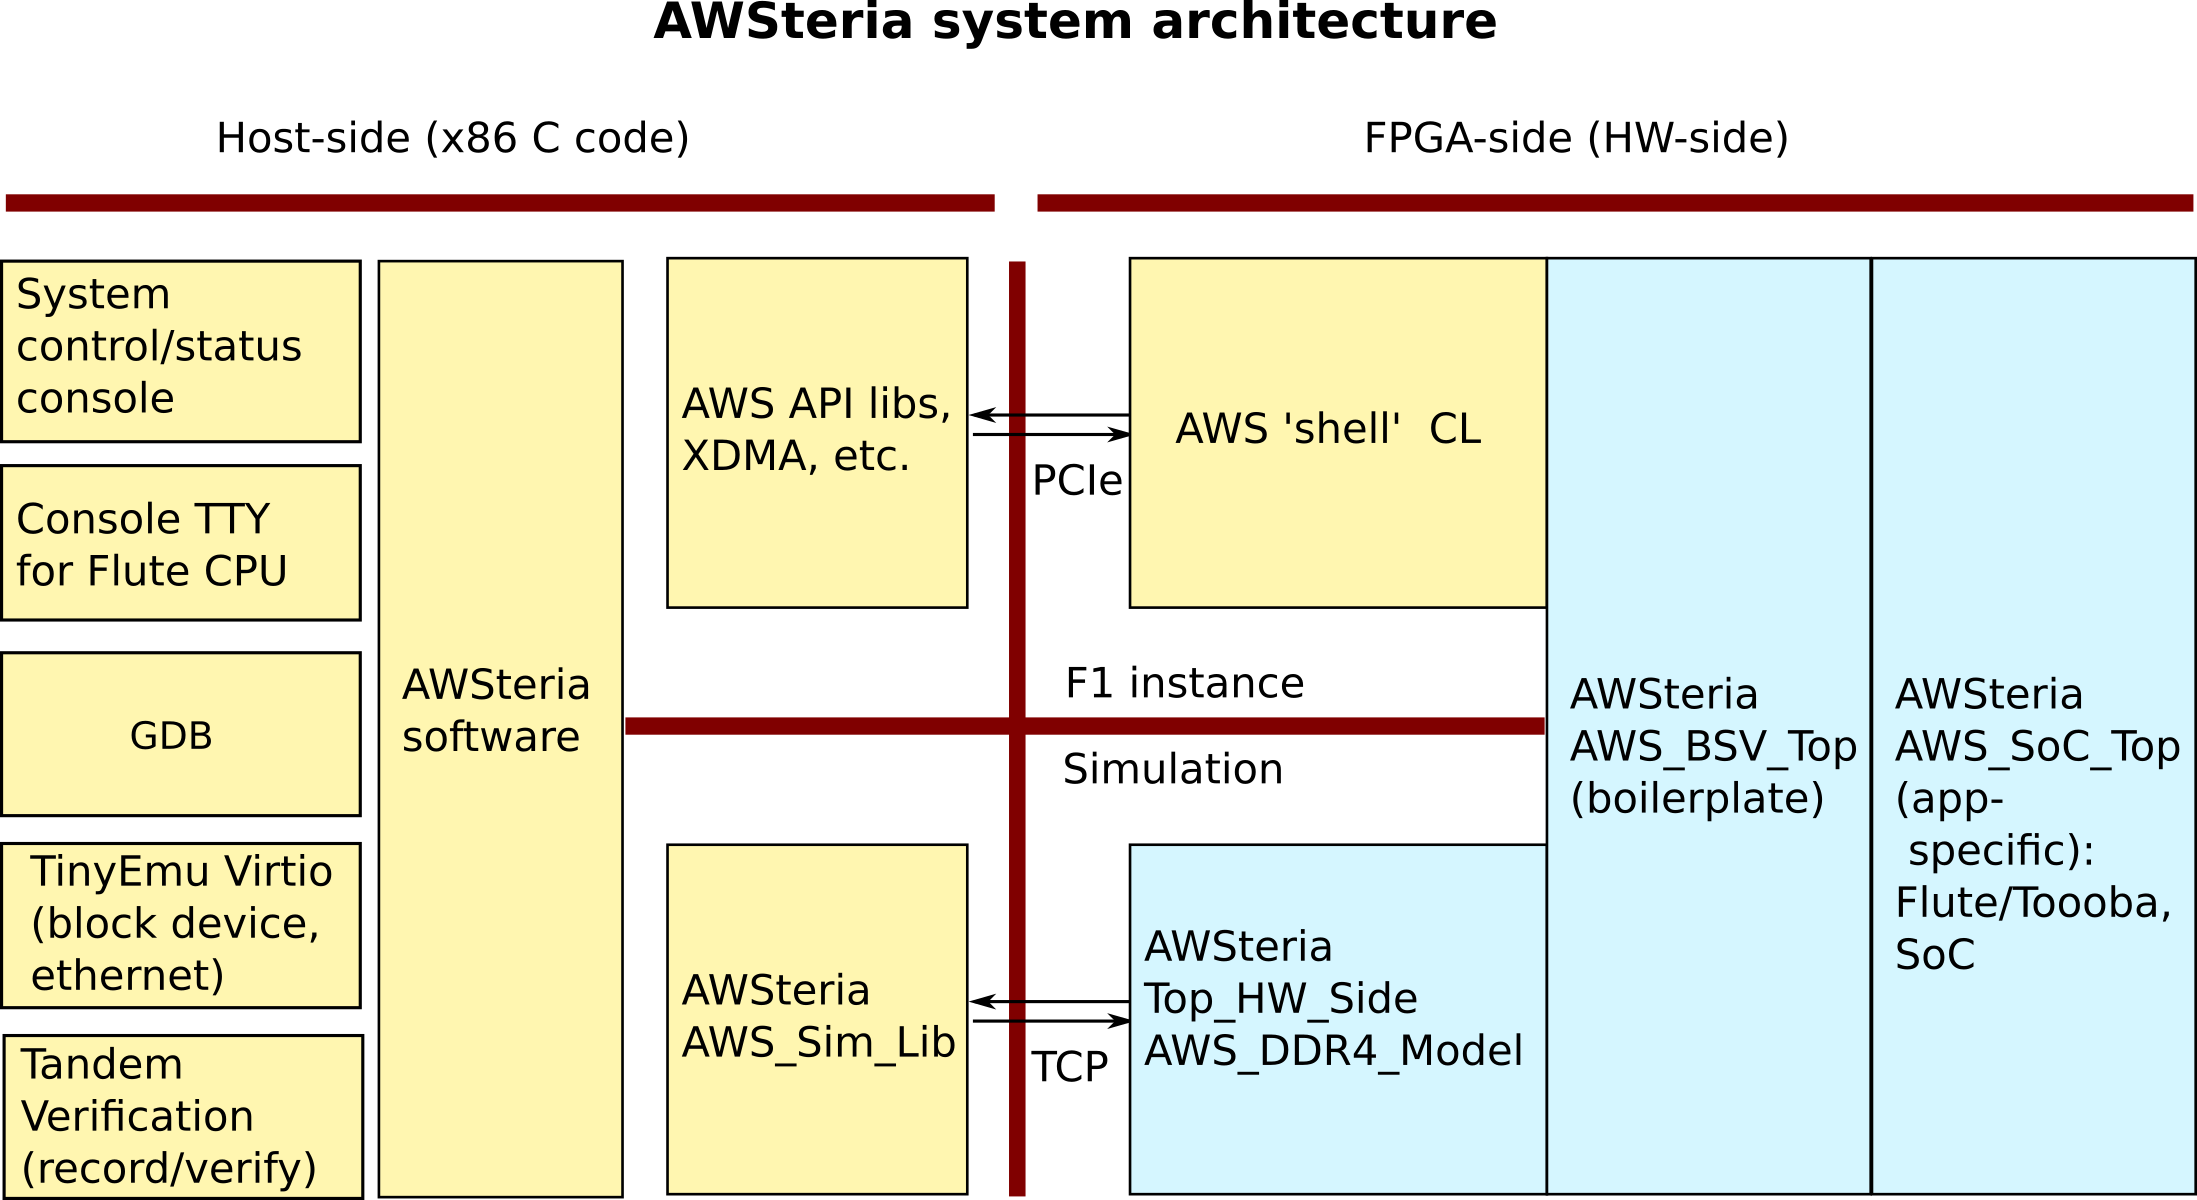 AWSteria system architecture
Host-side (x86 C code)
FPGA-side (HW-side)
System
control/status
console
Console TTY
for Flute CPU
GDB
TinyEmu Virtio
(block device,
ethernet)
Tandem
Verification
(record/verify)
AWSteria
software
AWS API libs,
XDMA, etc.
PCIe
AWS 'shell'  CL
F1 instance
Simulation
AWSteria
AWS_Sim_Lib
TCP
AWSteria
Top_HW_Side
AWS_DDR4_Model
AWSteria
AWS_BSV_Top
(boilerplate)
AWSteria
AWS_SoC_Top
(app-
specific):
Flute/Toooba,
SoC